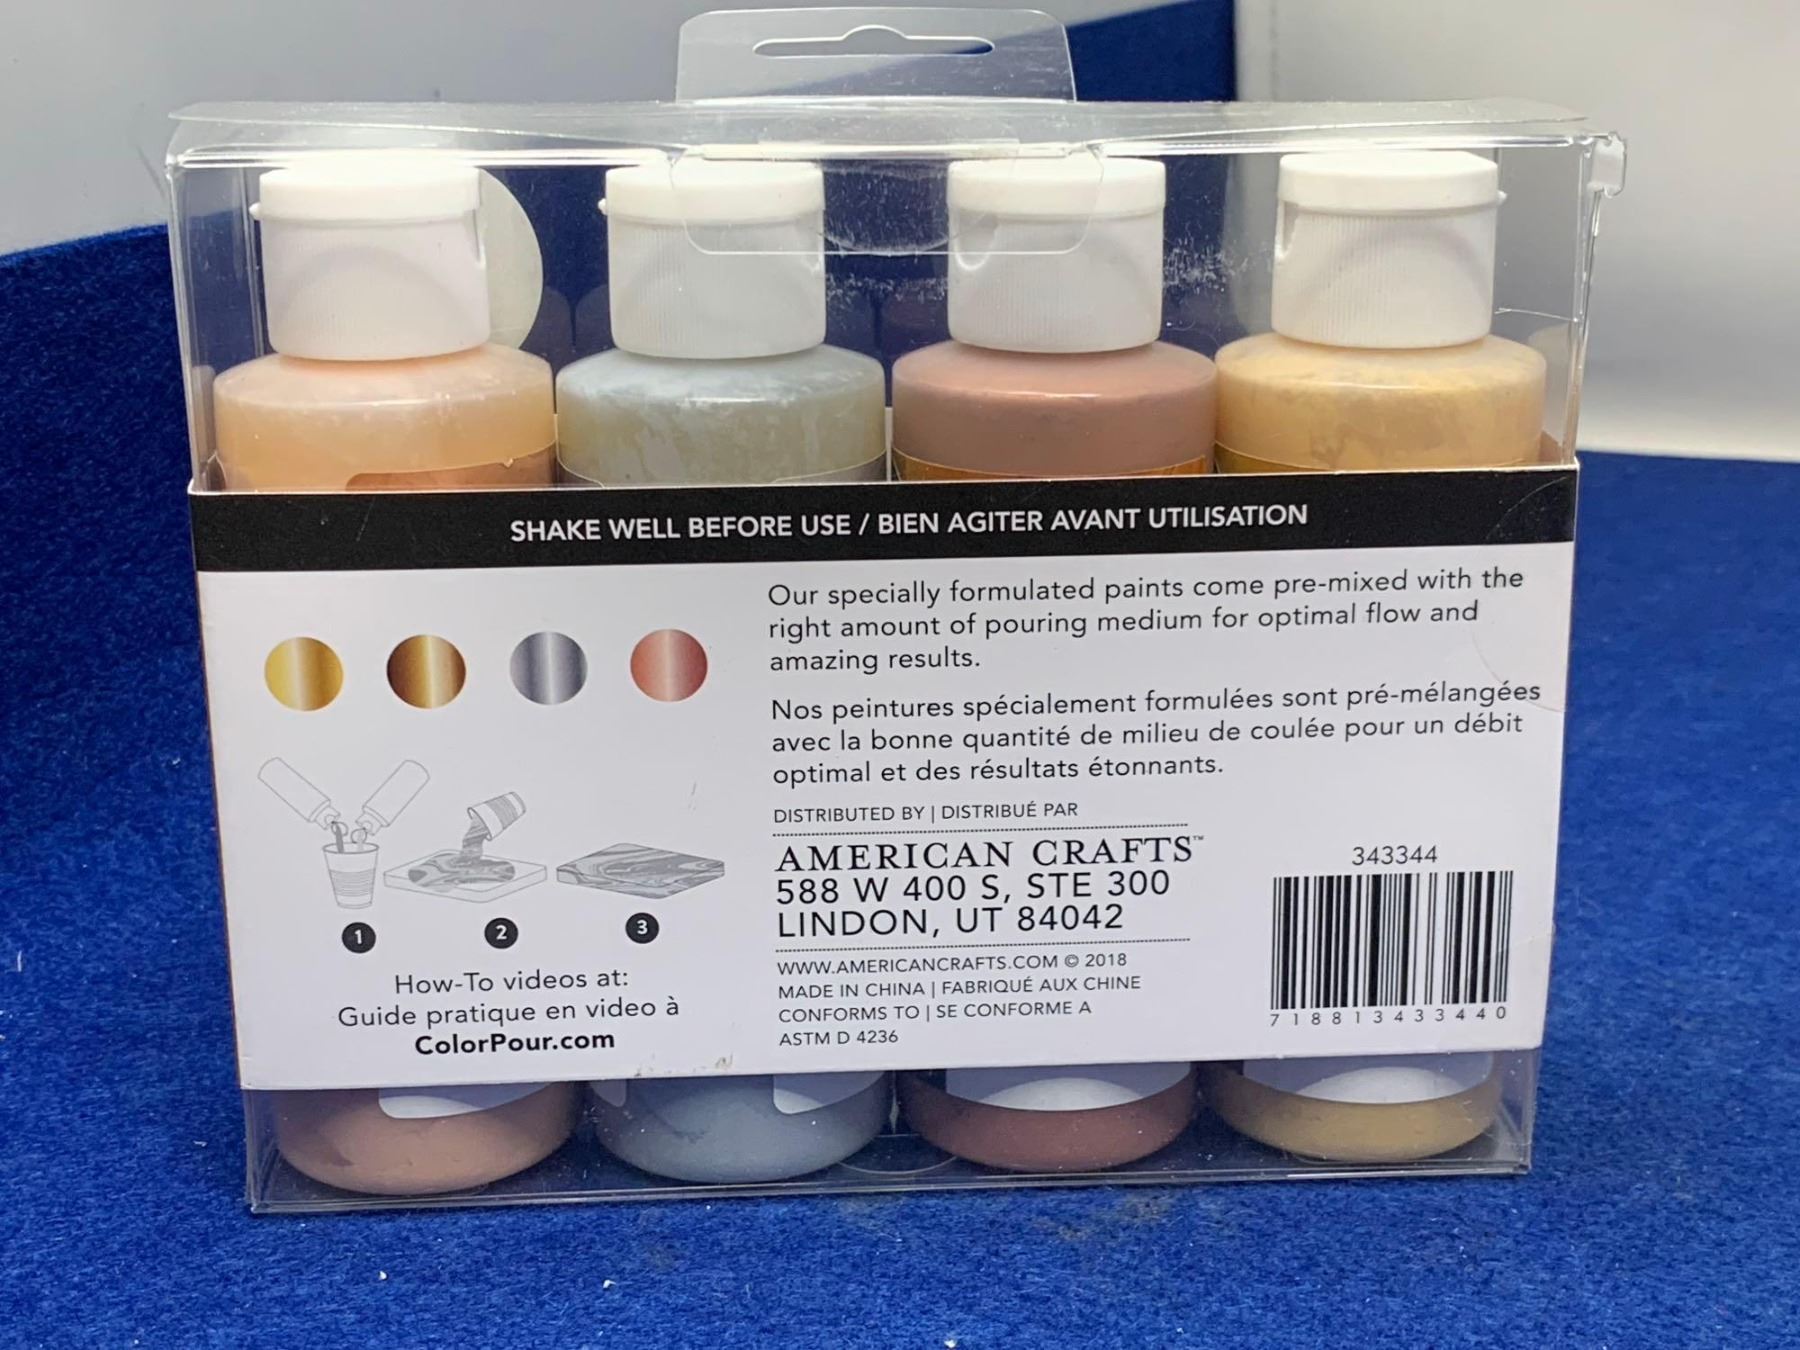 SHAKE WELL BEFORE USE / BIEN AGITER AVANT UTILISATION
Our specially formulated paints come pre-mixed with the
right amount of pouring medium for optimal flow and
amazing results.
Nos peintures spécialement formulées sont pré-mélangées
avec la bonne quantité de milieu de coulée pour un débit
optimal et des résultats étonnants.
1 2 3
How-To videos at:
Guide pratique en video à
ColorPour.com
DISTRIBUTED BY | DISTRIBUÉ PAR
AMERICAN CRAFTS™
588 W 400 S, STE 300
LINDON, UT 84042
WWW.AMERICANCRAFTS.COM © 2018
MADE IN CHINA | FABRIQUÉ AUX CHINE
CONFORMS TO | SE CONFORME A
ASTM D 4236
343344
718813433440